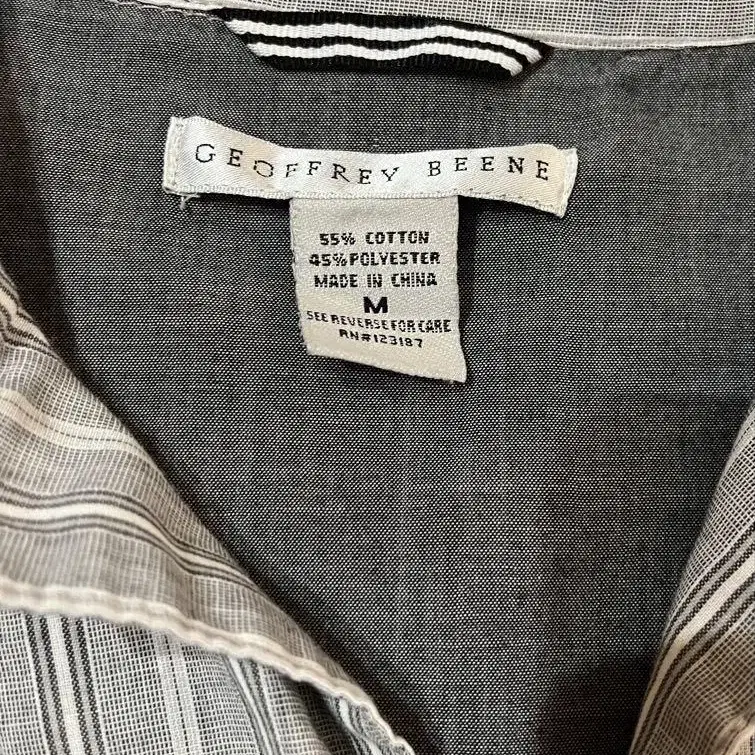 GEOFFREY BEENE
55% COTTON
45% POLYESTER
MADE IN CHINA
M
SEE REVERSE FOR CARE
RN#123187